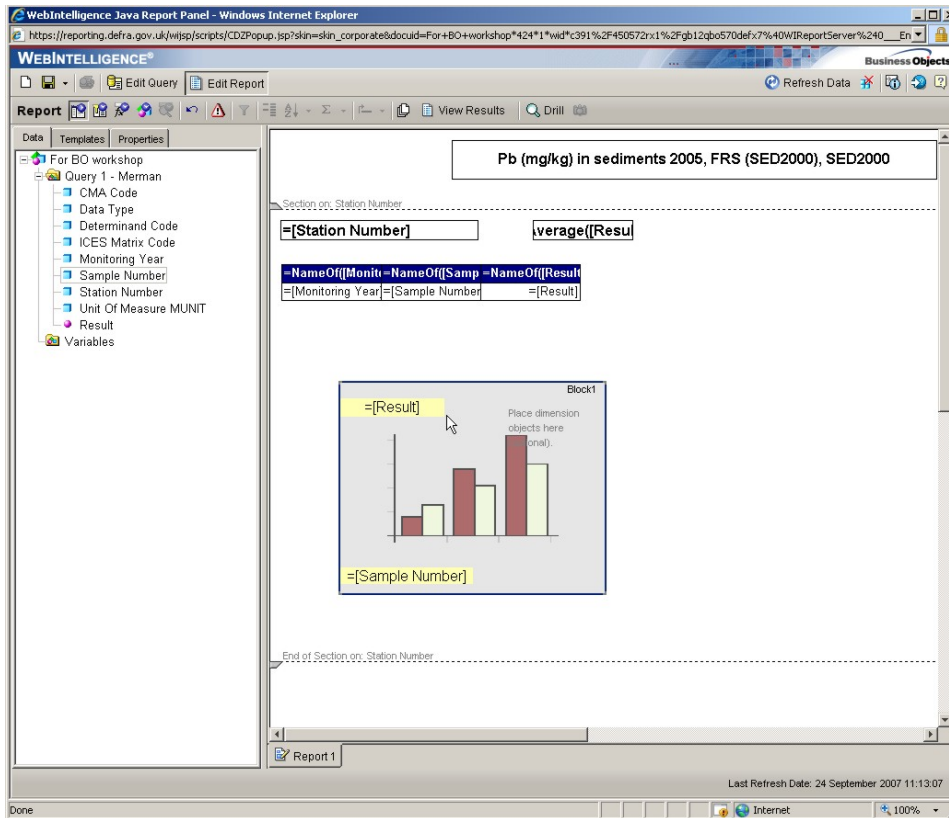 WebIntelligence Java Report Panel - Windows Internet Explorer
https://reporting.defra.gov.uk/wijsp/scripts/CDZPopup.jsp?skin=skin_corporate&docuid=For+BO+workshop*424*1*wid*c391%2F450572rx1%2Fgb12qbo570defx7%40WIReportServer%240__En
WEBINTELLIGENCE®
...
Business Objects
Edit Query
Edit Report
Refresh Data
Report
View Results
Drill
Data
Templates
Properties
For BO workshop
Query 1 - Merman
CMA Code
Data Type
Determinand Code
ICES Matrix Code
Monitoring Year
Sample Number
Station Number
Unit Of Measure MUNIT
Result
Variables
Pb (mg/kg) in sediments 2005, FRS (SED2000), SED2000
Section on: Station Number
=[Station Number]
verage([Resul
=NameOf([Monit =NameOf([Samp =NameOf([Result
=[Monitoring Year =[Sample Number =[Result]
Block1
=[Result]
Place dimension
objects here
onal).
=[Sample Number]
End of Section on: Station Number
Report 1
Last Refresh Date: 24 September 2007 11:13:07
Done
Internet
100%